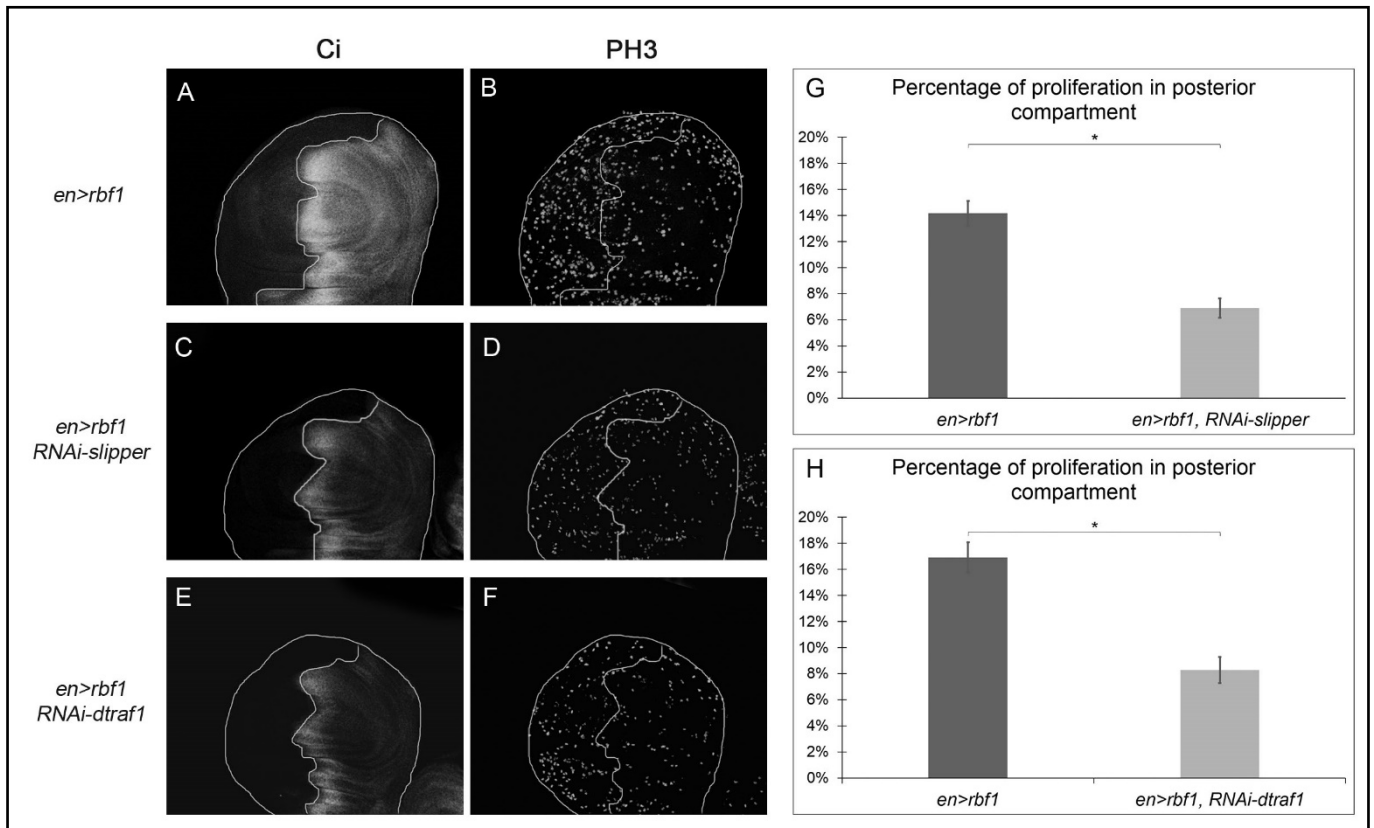 Ci
PH3
A
B
en>rbf1
C
D
en>rbf1
RNAi-slipper
E
F
en>rbf1
RNAi-dtraf1
G
Percentage of proliferation in posterior
compartment
*
20%
18%
16%
14%
12%
10%
8%
6%
4%
2%
0%
en>rbf1
en>rbf1, RNAi-slipper
H
Percentage of proliferation in posterior
compartment
*
20%
18%
16%
14%
12%
10%
8%
6%
4%
2%
0%
en>rbf1
en>rbf1, RNAi-dtraf1